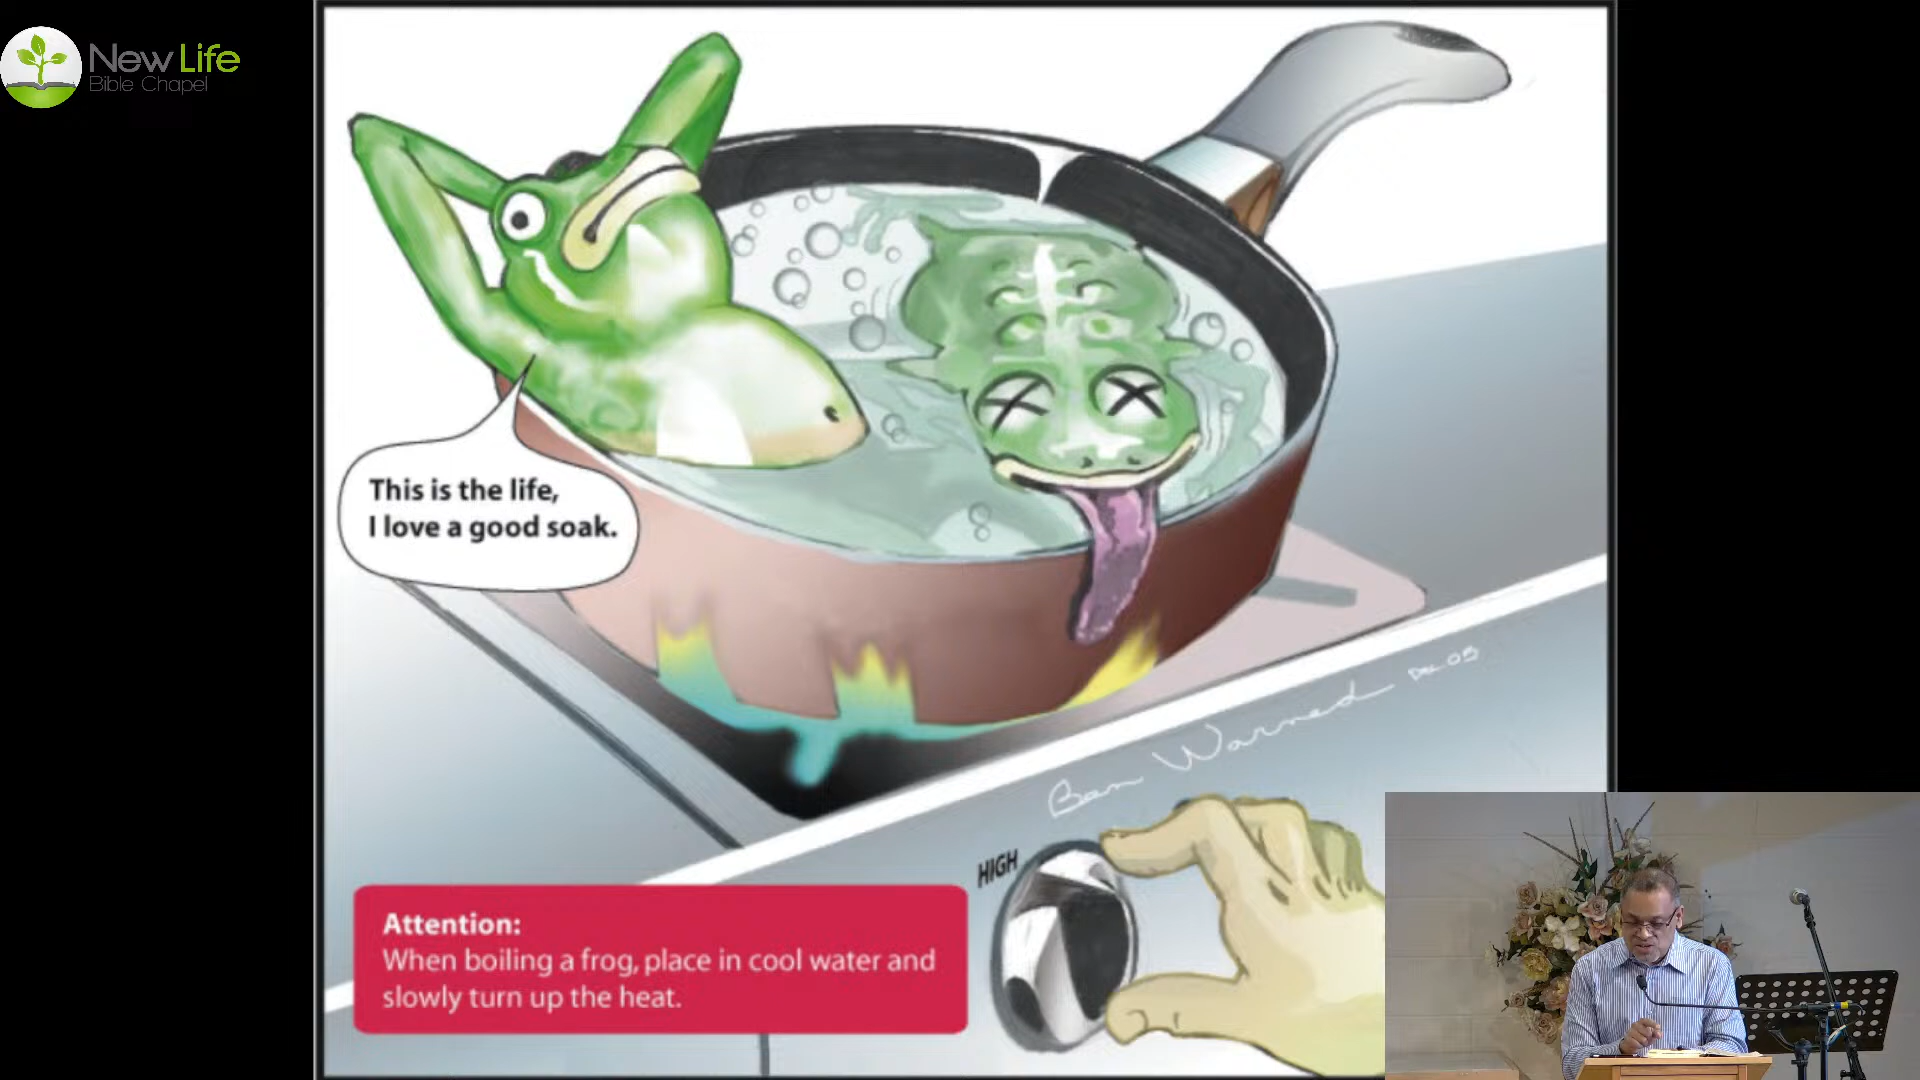 New Life
Bible Chapel
This is the life,
I love a good soak.
HIGH
Attention:
When boiling a frog, place in cool water and
slowly turn up the heat.